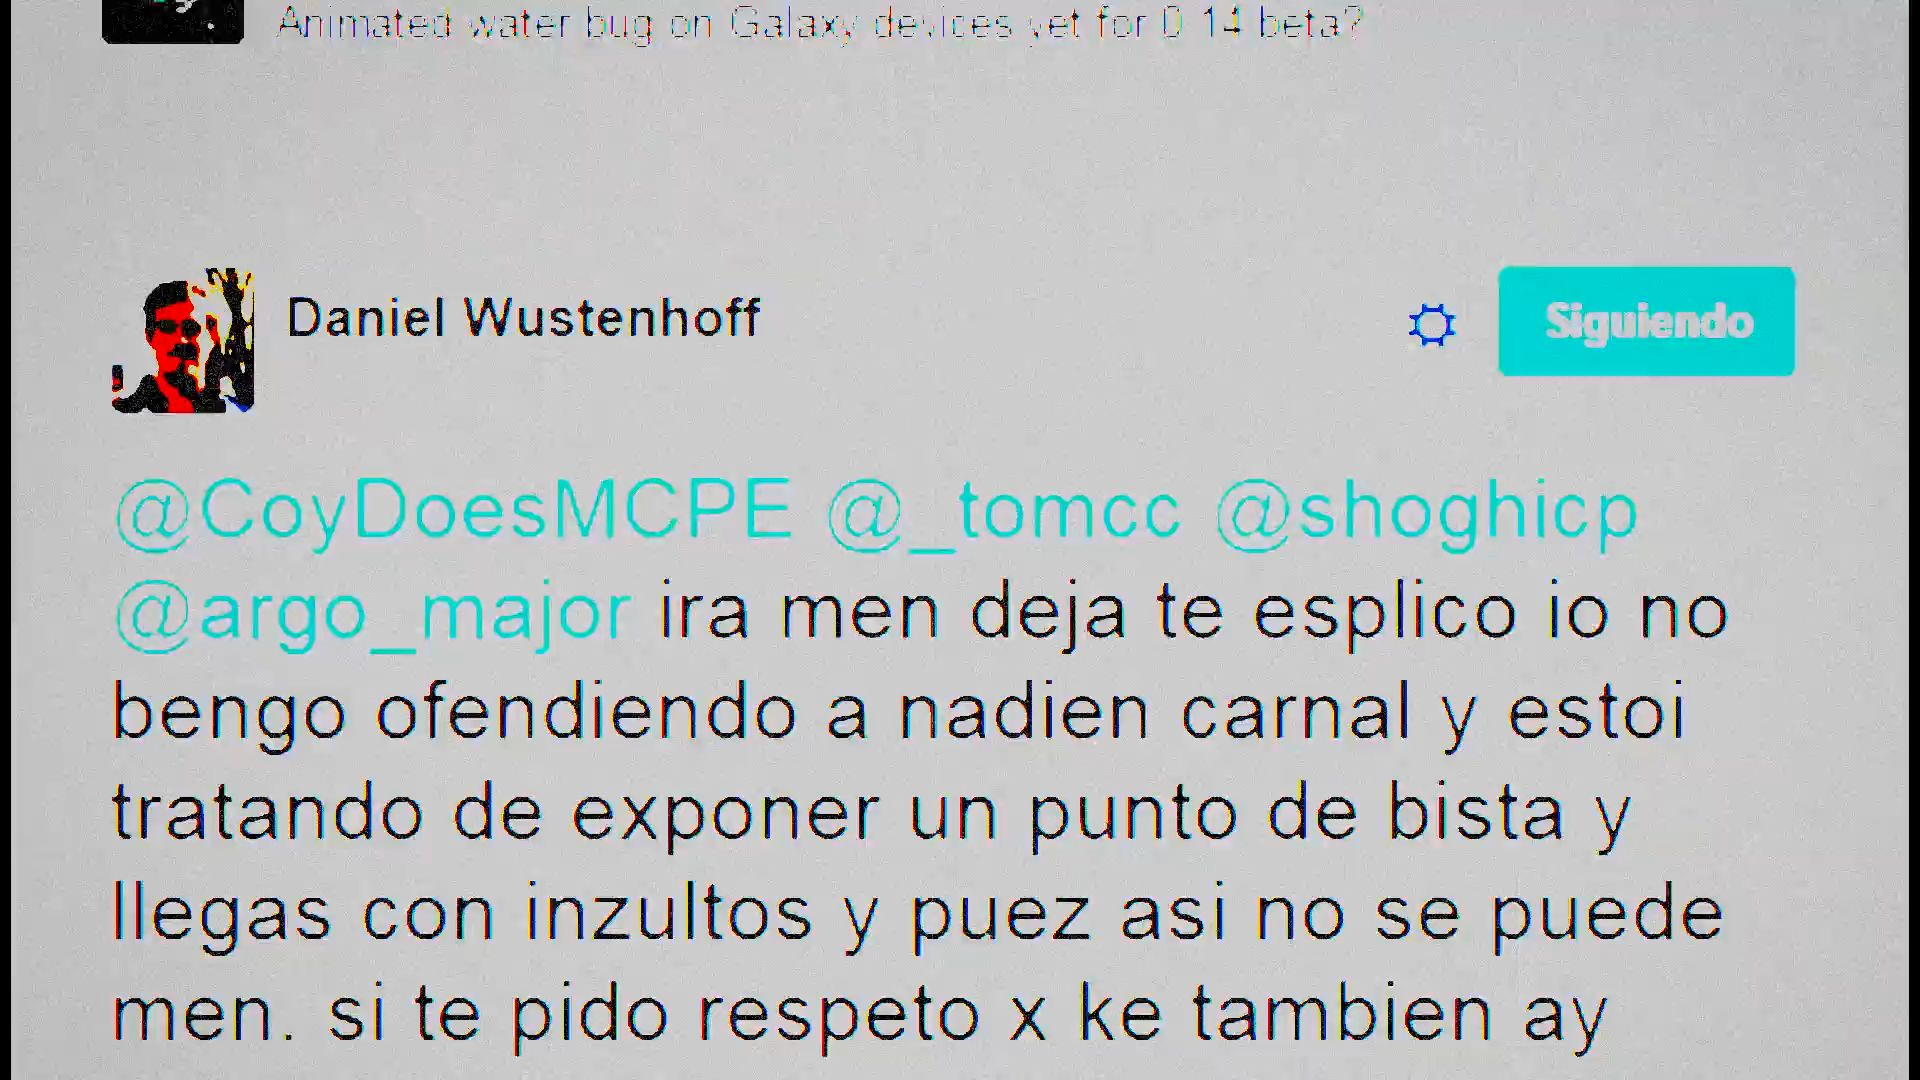 Animated water bug on Galaxy devices yet for 0 14 beta?
Daniel Wustenhoff
Siguiendo
@CoyDoesMCPE @_tomcc @shoghicp
@argo_major ira men deja te esplico io no
bengo ofendiendo a nadien carnal y estoi
tratando de exponer un punto de bista y
llegas con inzultos y puez asi no se puede
men. si te pido respeto x ke tambien ay